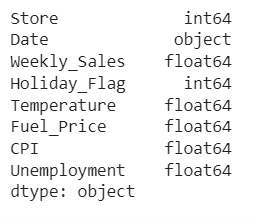 Store int64
Date object
Weekly_Sales float64
Holiday_Flag int64
Temperature float64
Fuel_Price float64
CPI float64
Unemployment float64
dtype: object